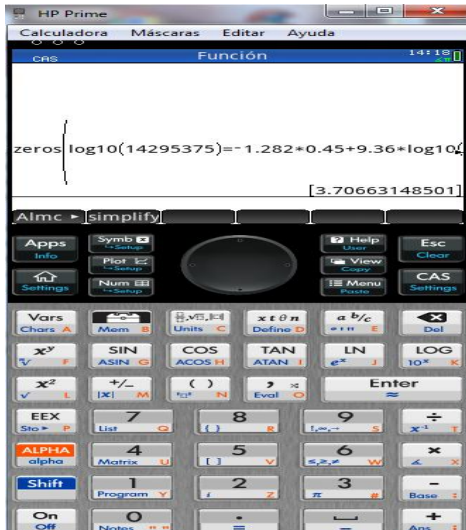 HP Prime
Calculadora Máscaras Editar Ayuda
CAS Función 14:18
zeros(log10(14295375)=-1.282*0.45+9.36*log10(
[3.70663148501]
Almc ► simplify
Apps Info Symb Setup Help User Esc Clear
Plot Setup View Copy
Settings Num Setup Menu Paste CAS Settings
Vars Chars A Mem B Units C x t θ n Define D a b/c E Del
xʸ F SIN ASIN G COS ACOS H TAN ATAN I LN eˣ J LOG 10ˣ K
x² √ L +/- |x| M ( ) N , Eval O Enter ≈
EEX Sto ► P 7 List Q 8 { } R 9 S ÷ x⁻¹ T
ALPHA alpha 4 Matrix U 5 [ ] V 6 ≤,≥,≠ W × X
Shift 1 Program Y 2 i Z 3 π # – Base :
On Off 0 Notes " " . = + Ans ;